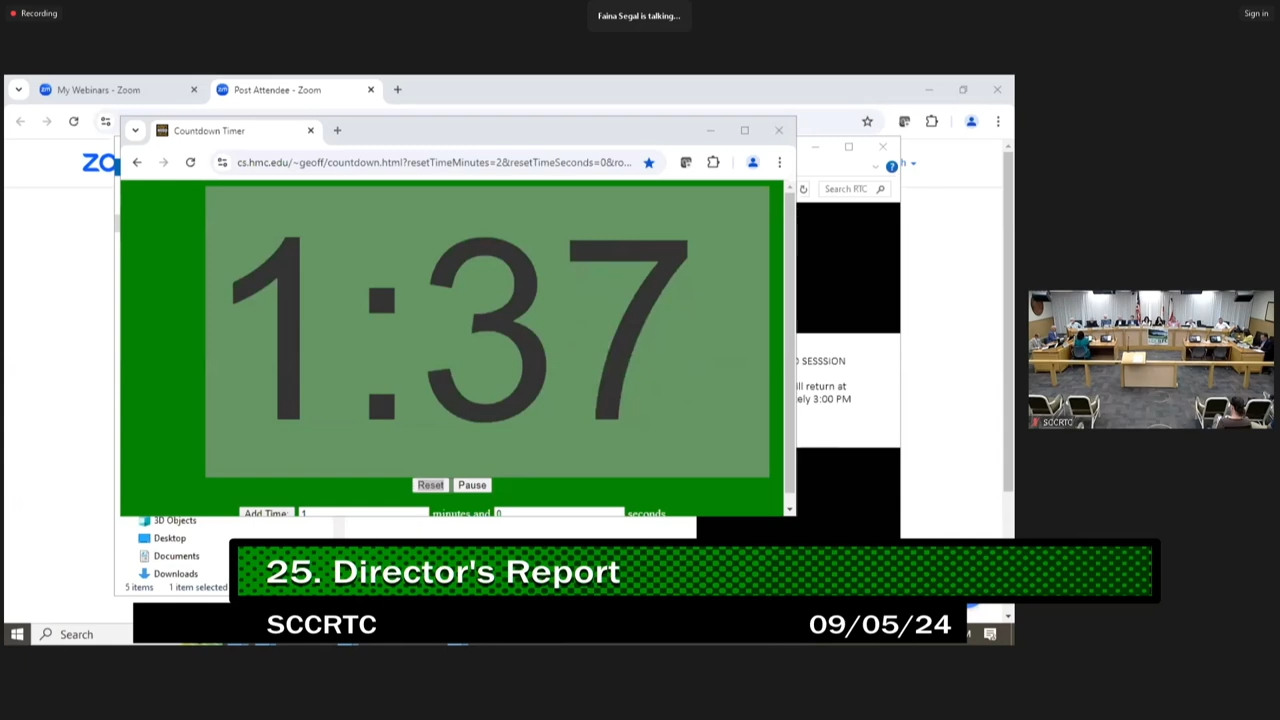 Recording
Faina Segal is talking...
Sign in
My Webinars - Zoom
Post Attendee - Zoom
Countdown Timer
cs.hmc.edu/~geoff/countdown.html?resetTimeMinutes=2&resetTimeSeconds=0&ro...
ZO
h
Search RTC
1:37
SESSSION
ll return at
ely 3:00 PM
Reset
Pause
Add Time:
1
minutes and
0
seconds
SCCRTC
3D Objects
Desktop
Documents
Downloads
5 items
1 item selected
25. Director's Report
SCCRTC
09/05/24
Search